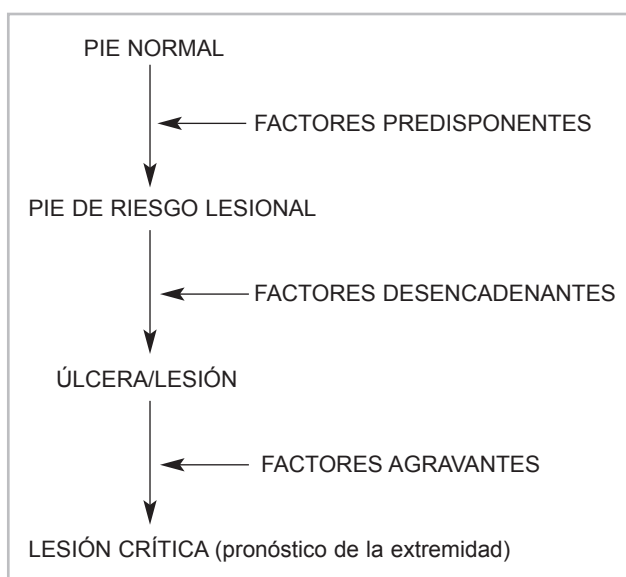 PIE NORMAL
FACTORES PREDISPONENTES
PIE DE RIESGO LESIONAL
FACTORES DESENCADENANTES
ÚLCERA/LESIÓN
FACTORES AGRAVANTES
LESIÓN CRÍTICA (pronóstico de la extremidad)